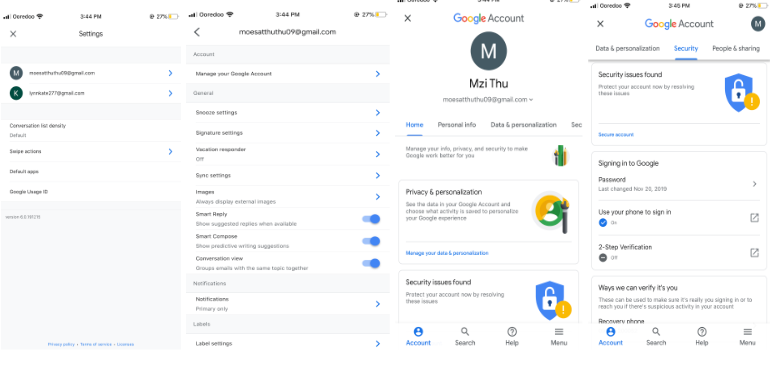 Ooredoo
3:44 PM
27%
Settings
M
moesatthuthu09@gmail.com
K
lynnkate277@gmail.com
Conversation list density
Default
Swipe actions
Default apps
Google Usage ID
Privacy policy • Terms of service • Licenses
Ooredoo
3:44 PM
27%
moesatthuthu09@gmail.com
Account
Manage your Google Account
General
Snooze settings
Signature settings
Vacation responder
Off
Sync settings
Images
Always display external images
Smart Reply
Show suggested replies when available
Smart Compose
Show predictive writing suggestions
Conversation view
Groups emails with the same topic together
Notifications
Notifications
Primary only
Labels
Label settings
Google Account
M
Mzi Thu
moesatthuthu09@gmail.com
Home Personal info Data & personalization Sec
Manage your info, privacy, and security to make
Google work better for you
Privacy & personalization
See the data in your Google Account and
choose what activity is saved to personalize
your Google experience
Manage your data & personalization
Security issues found
Protect your account now by resolving
these issues
Account Search Help Menu
Ooredoo
3:45 PM
27%
Google Account
M
Data & personalization Security People & sharing
Security issues found
Protect your account now by resolving
these issues
Secure account
Signing in to Google
Password
Last changed Nov 20, 2019
Use your phone to sign in
On
2-Step Verification
Off
Ways we can verify it's you
These can be used to make sure it's really you signing in or to
reach you if there's suspicious activity in your account
Recovery phone
Account Search Help Menu